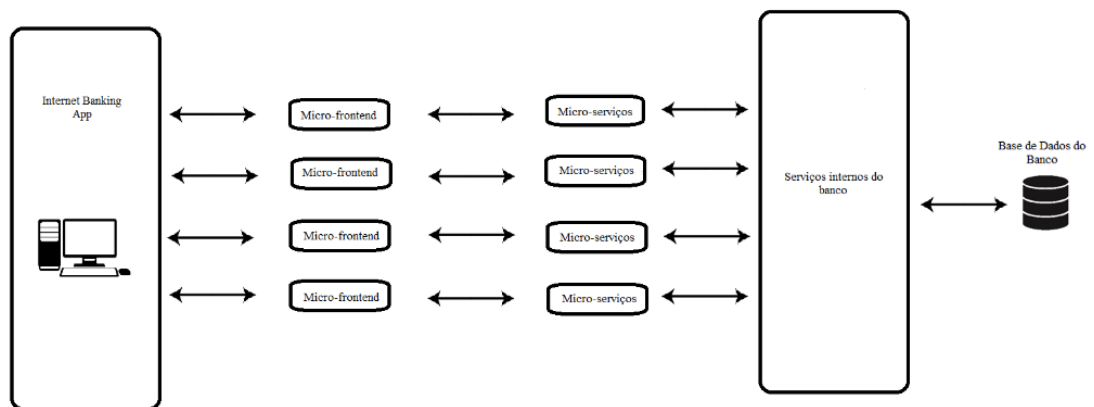 Internet Banking
App
Micro-frontend
Micro-serviços
Micro-frontend
Micro-serviços
Micro-frontend
Micro-serviços
Micro-frontend
Micro-serviços
Serviços internos do
banco
Base de Dados do
Banco